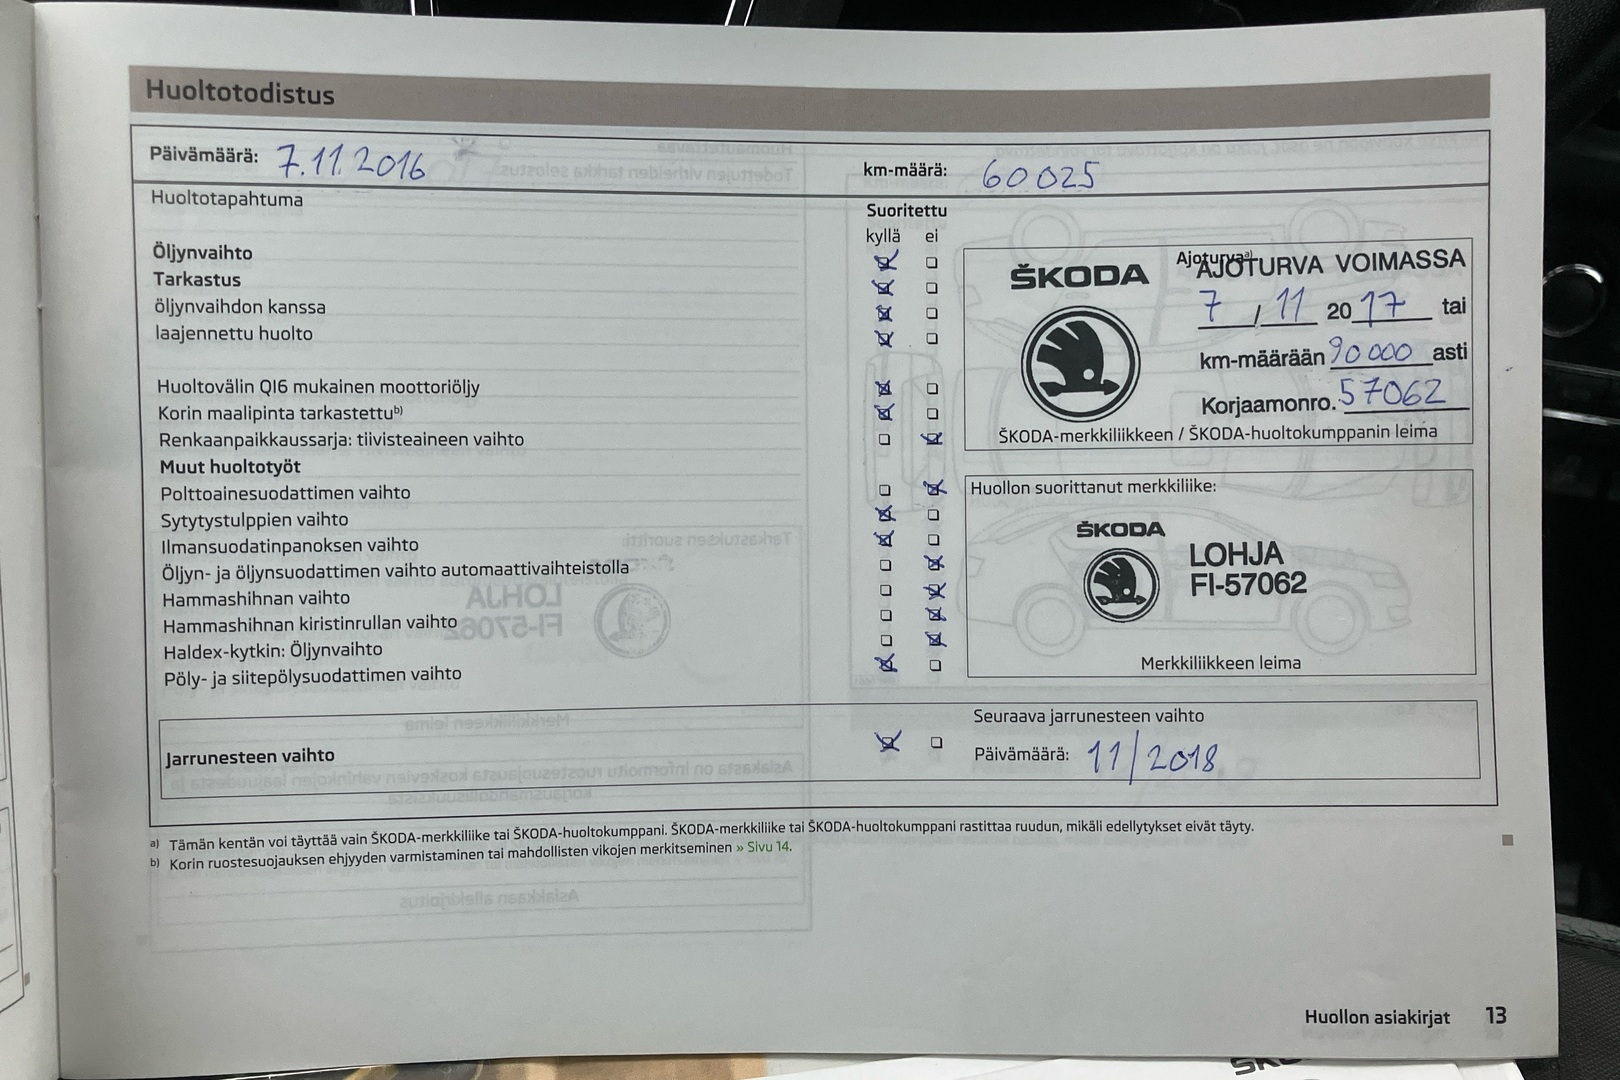 Huoltotodistus
Päivämäärä: 7.11.2016
km-määrä: 60 025
Huoltotapahtuma
Suoritettu
kyllä ei
Öljynvaihto
Tarkastus
öljynvaihdon kanssa
laajennettu huolto
Huoltovälin QI6 mukainen moottoriöljy
Korin maalipinta tarkastettu b)
Renkaanpaikkaussarja: tiivisteaineen vaihto
Muut huoltotyöt
Polttoainesuodattimen vaihto
Sytytystulppien vaihto
Ilmansuodatinpanoksen vaihto
Öljyn- ja öljynsuodattimen vaihto automaattivaihteistolla
Hammashihnan vaihto
Hammashihnan kiristinrullan vaihto
Haldex-kytkin: Öljynvaihto
Pöly- ja siitepölysuodattimen vaihto
ŠKODA
Ajoturva a)
AJOTURVA VOIMASSA
7 / 11 2017 tai
km-määrään 90 000 asti
Korjaamonro. 57062
ŠKODA-merkkiliikkeen / ŠKODA-huoltokumppanin leima
Huollon suorittanut merkkiliike:
ŠKODA
LOHJA
FI-57062
Merkkiliikkeen leima
Jarrunesteen vaihto
Seuraava jarrunesteen vaihto
Päivämäärä: 11/2018
a) Tämän kentän voi täyttää vain ŠKODA-merkkiliike tai ŠKODA-huoltokumppani. ŠKODA-merkkiliike tai ŠKODA-huoltokumppani rastittaa ruudun, mikäli edellytykset eivät täyty.
b) Korin ruostesuojauksen ehjyyden varmistaminen tai mahdollisten vikojen merkitseminen » Sivu 14.
Huollon asiakirjat 13